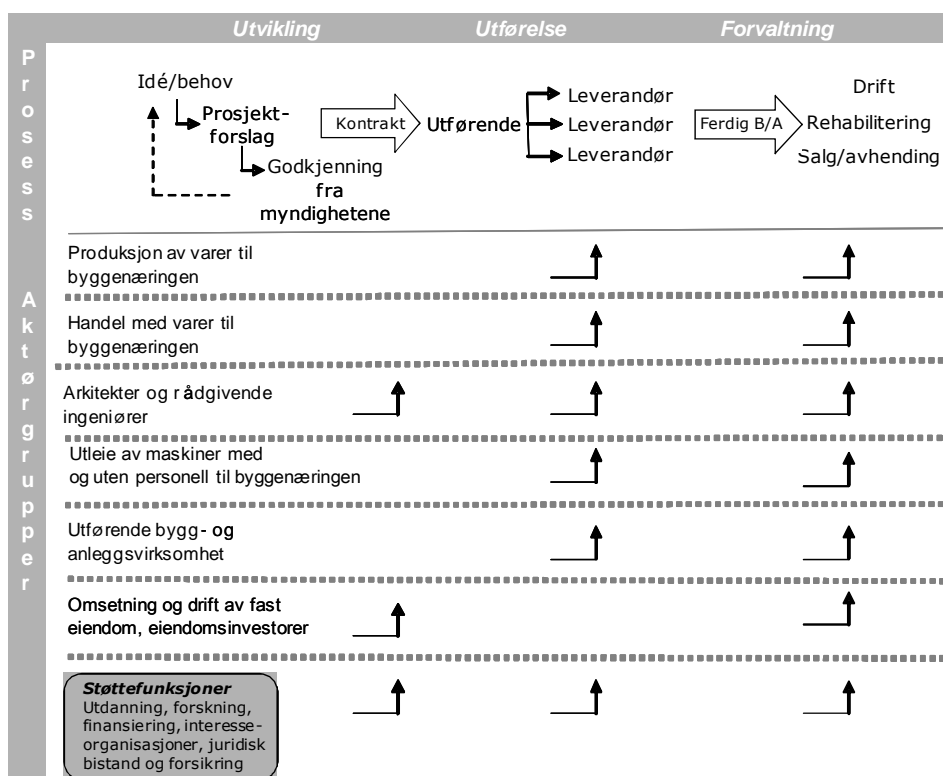 Utvikling Utførelse Forvaltning
Prosess
Aktørgrupper
Idé/behov
Prosjekt-
forslag
Godkjenning
fra
myndighetene
Kontrakt
Utførende
Leverandør
Leverandør
Leverandør
Ferdig B/A
Drift
Rehabilitering
Salg/avhending
Produksjon av varer til
byggenæringen
Handel med varer til
byggenæringen
Arkitekter og rådgivende
ingeniører
Utleie av maskiner med
og uten personell til byggenæringen
Utførende bygg- og
anleggsvirksomhet
Omsetning og drift av fast
eiendom, eiendomsinvestorer
Støttefunksjoner
Utdanning, forskning,
finansiering, interesse-
organisasjoner, juridisk
bistand og forsikring